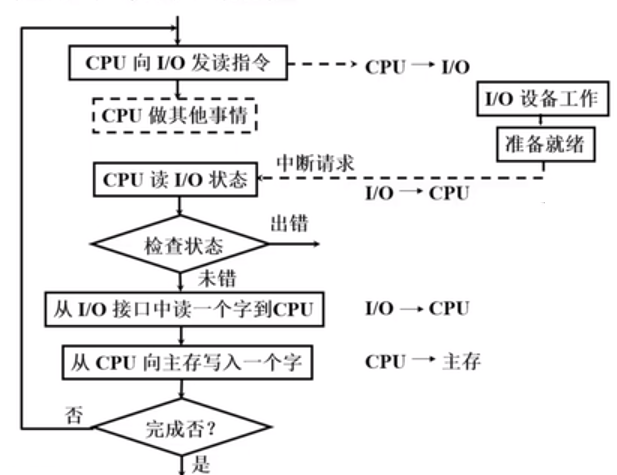 CPU 向 I/O 发读指令
CPU → I/O
I/O 设备工作
CPU 做其他事情
准备就绪
中断请求
CPU 读 I/O 状态
I/O → CPU
出错
检查状态
未错
从 I/O 接口中读一个字到CPU
I/O → CPU
从 CPU 向主存写入一个字
CPU → 主存
否
完成否?
是